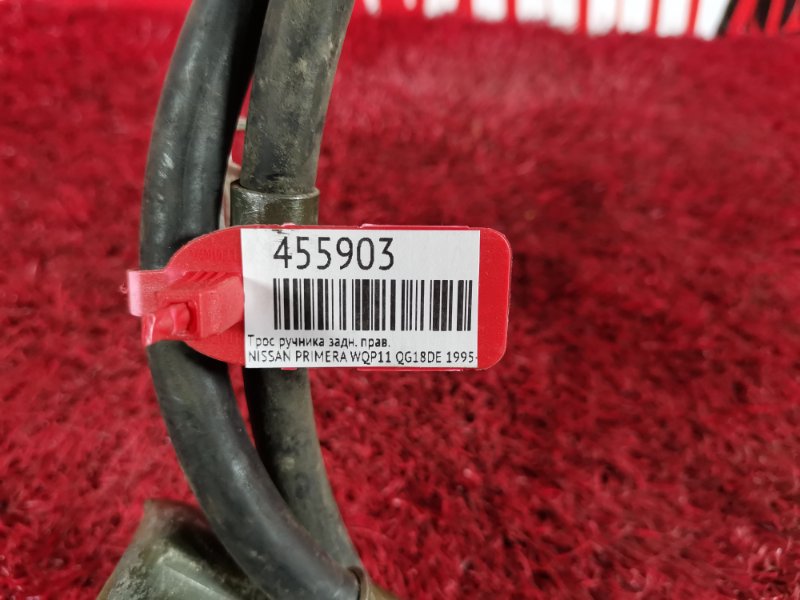 455903
Трос ручника задн. прав.
NISSAN PRIMERA WQP11 QG18DE 1995-